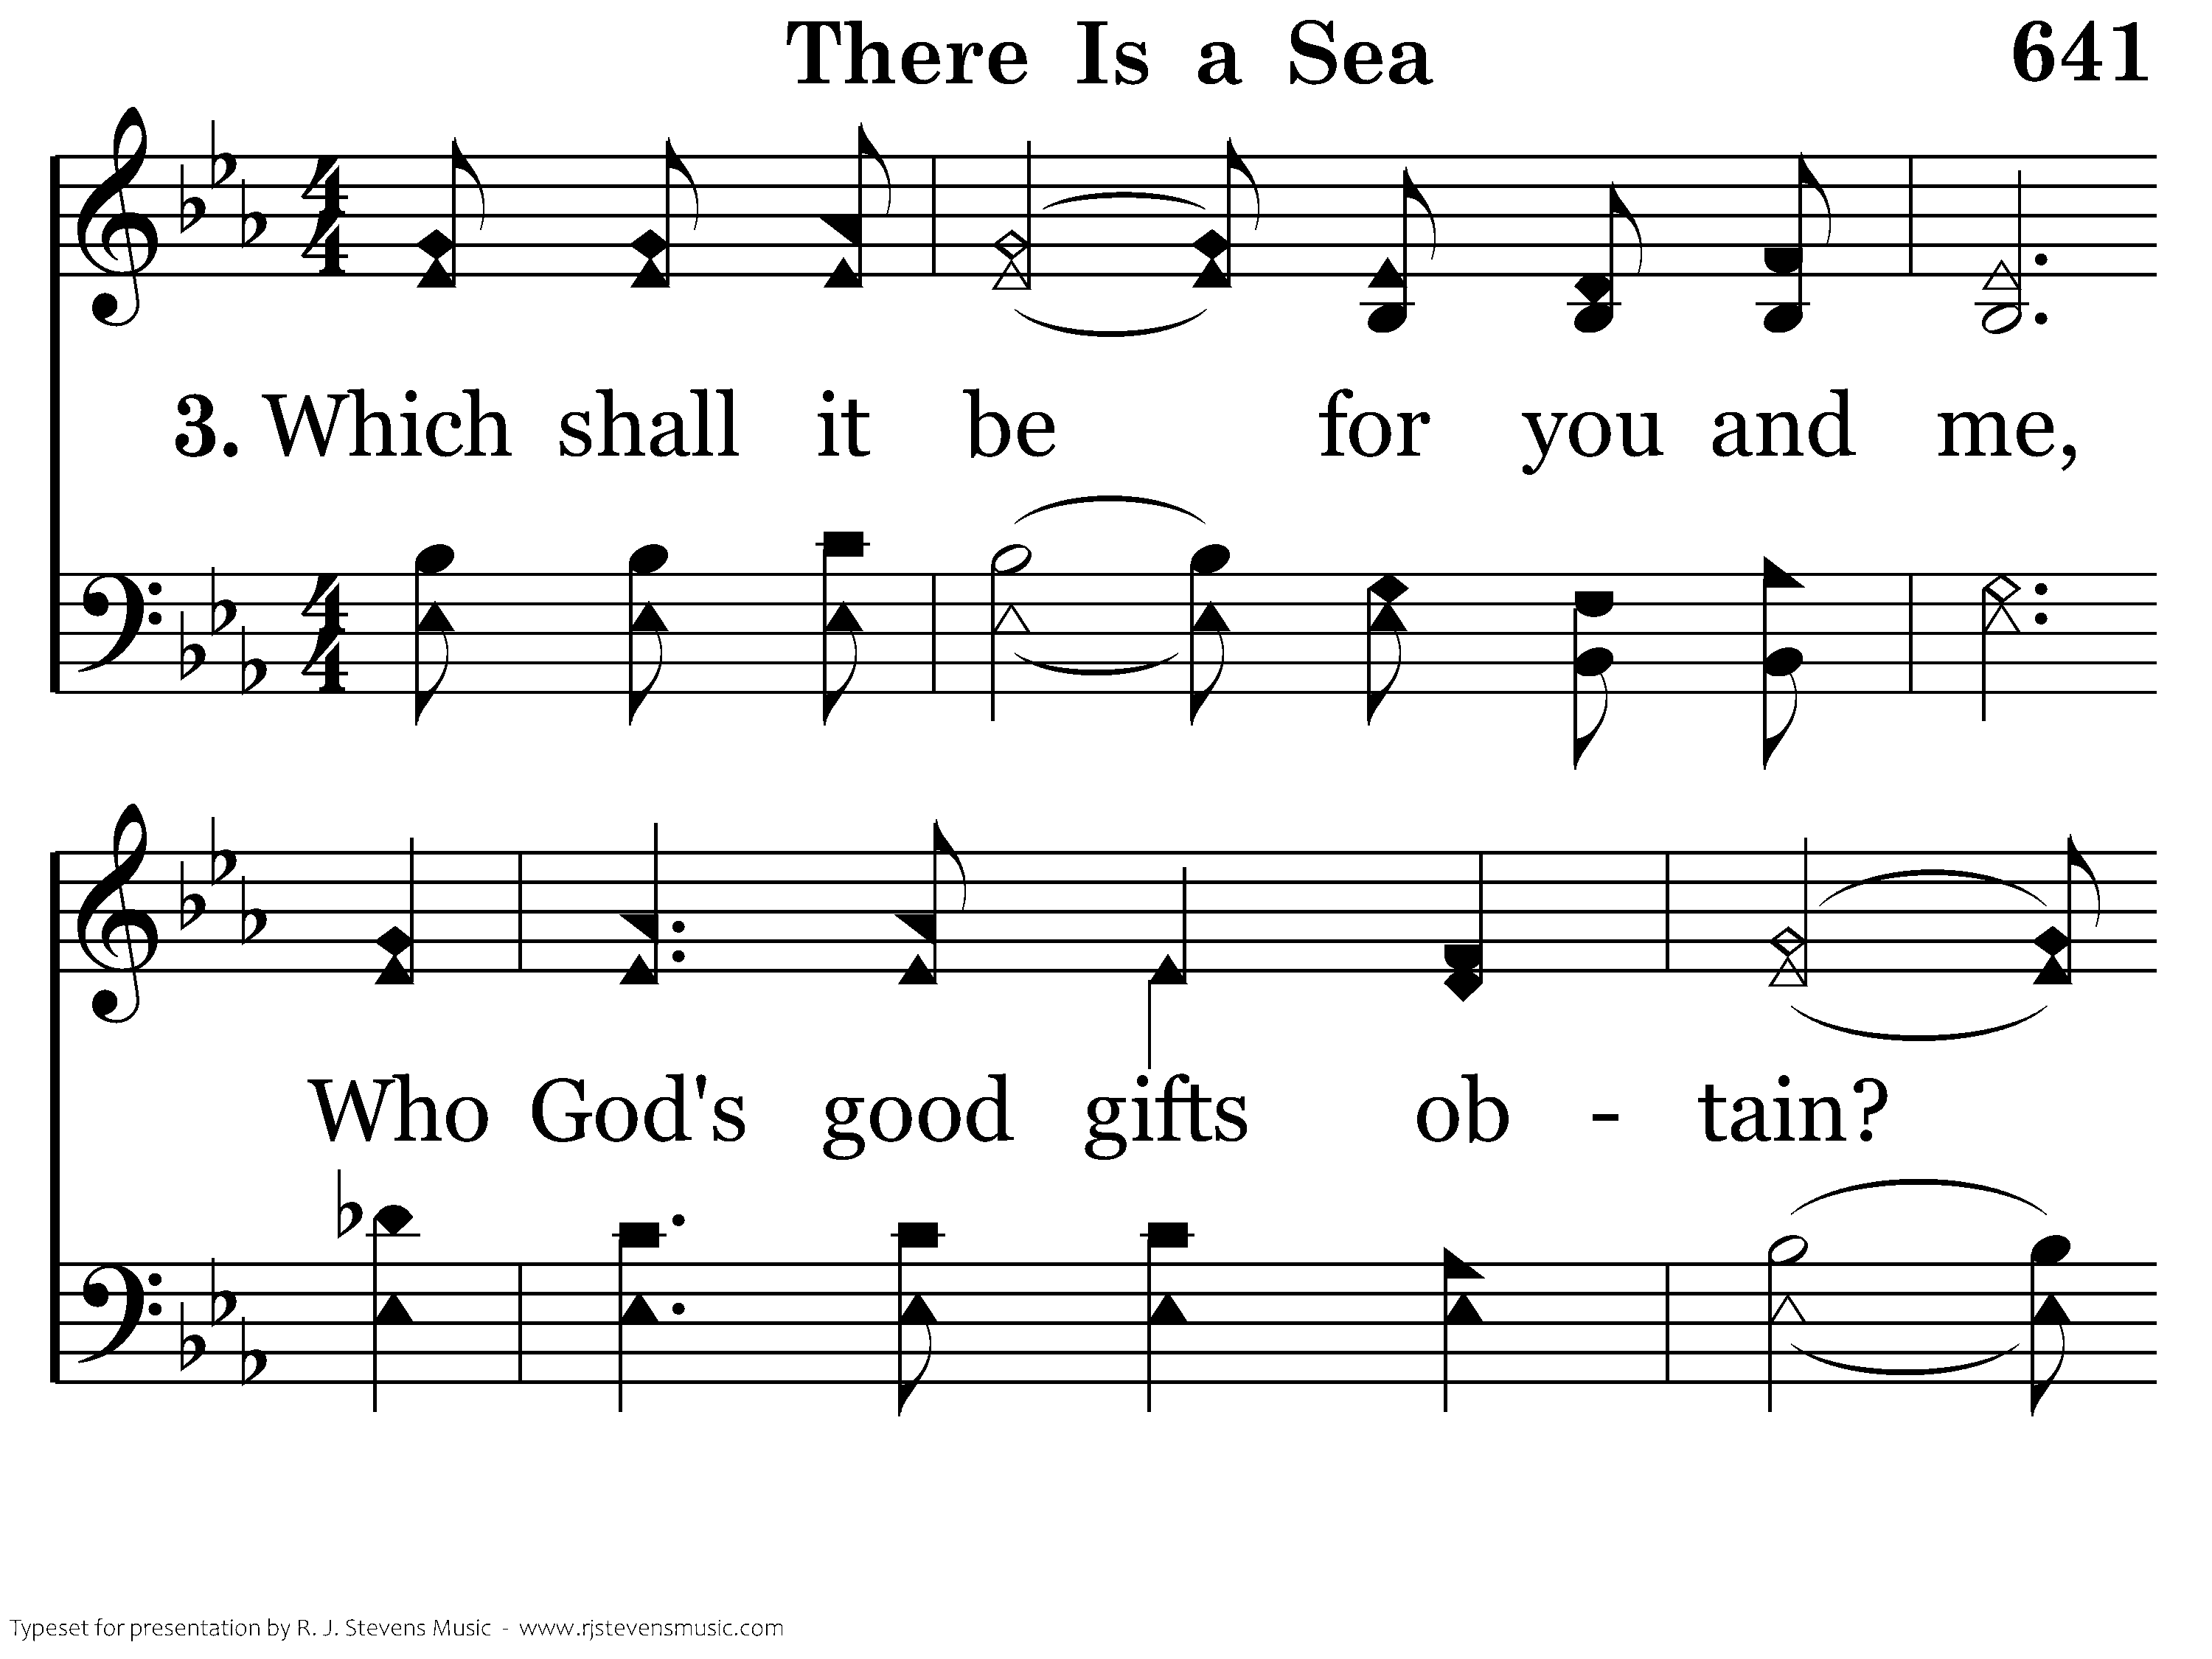 There Is a Sea 641
3. Which shall it be for you and me,
Who God's good gifts ob - tain?
Typeset for presentation by R. J. Stevens Music - www.rjstevensmusic.com